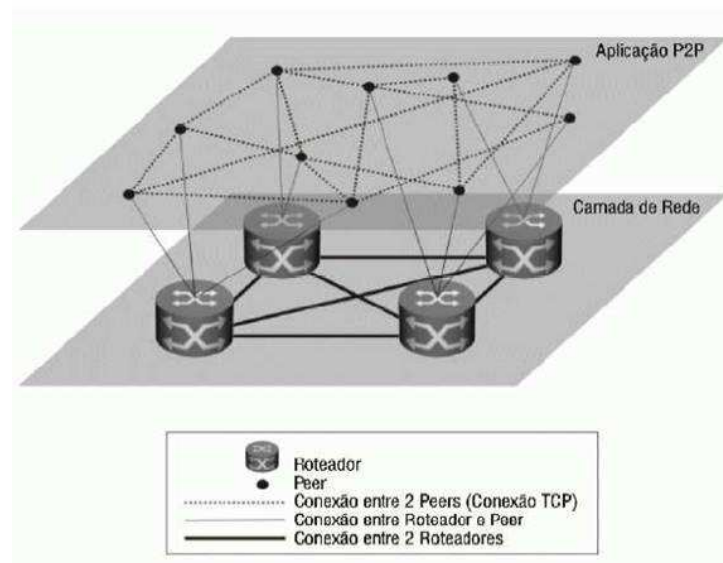 Aplicação P2P
Camada de Rede
Roteador
Peer
Conexão entre 2 Peers (Conexão TCP)
Conexão entre Roteador e Peer
Conexão entre 2 Roteadores